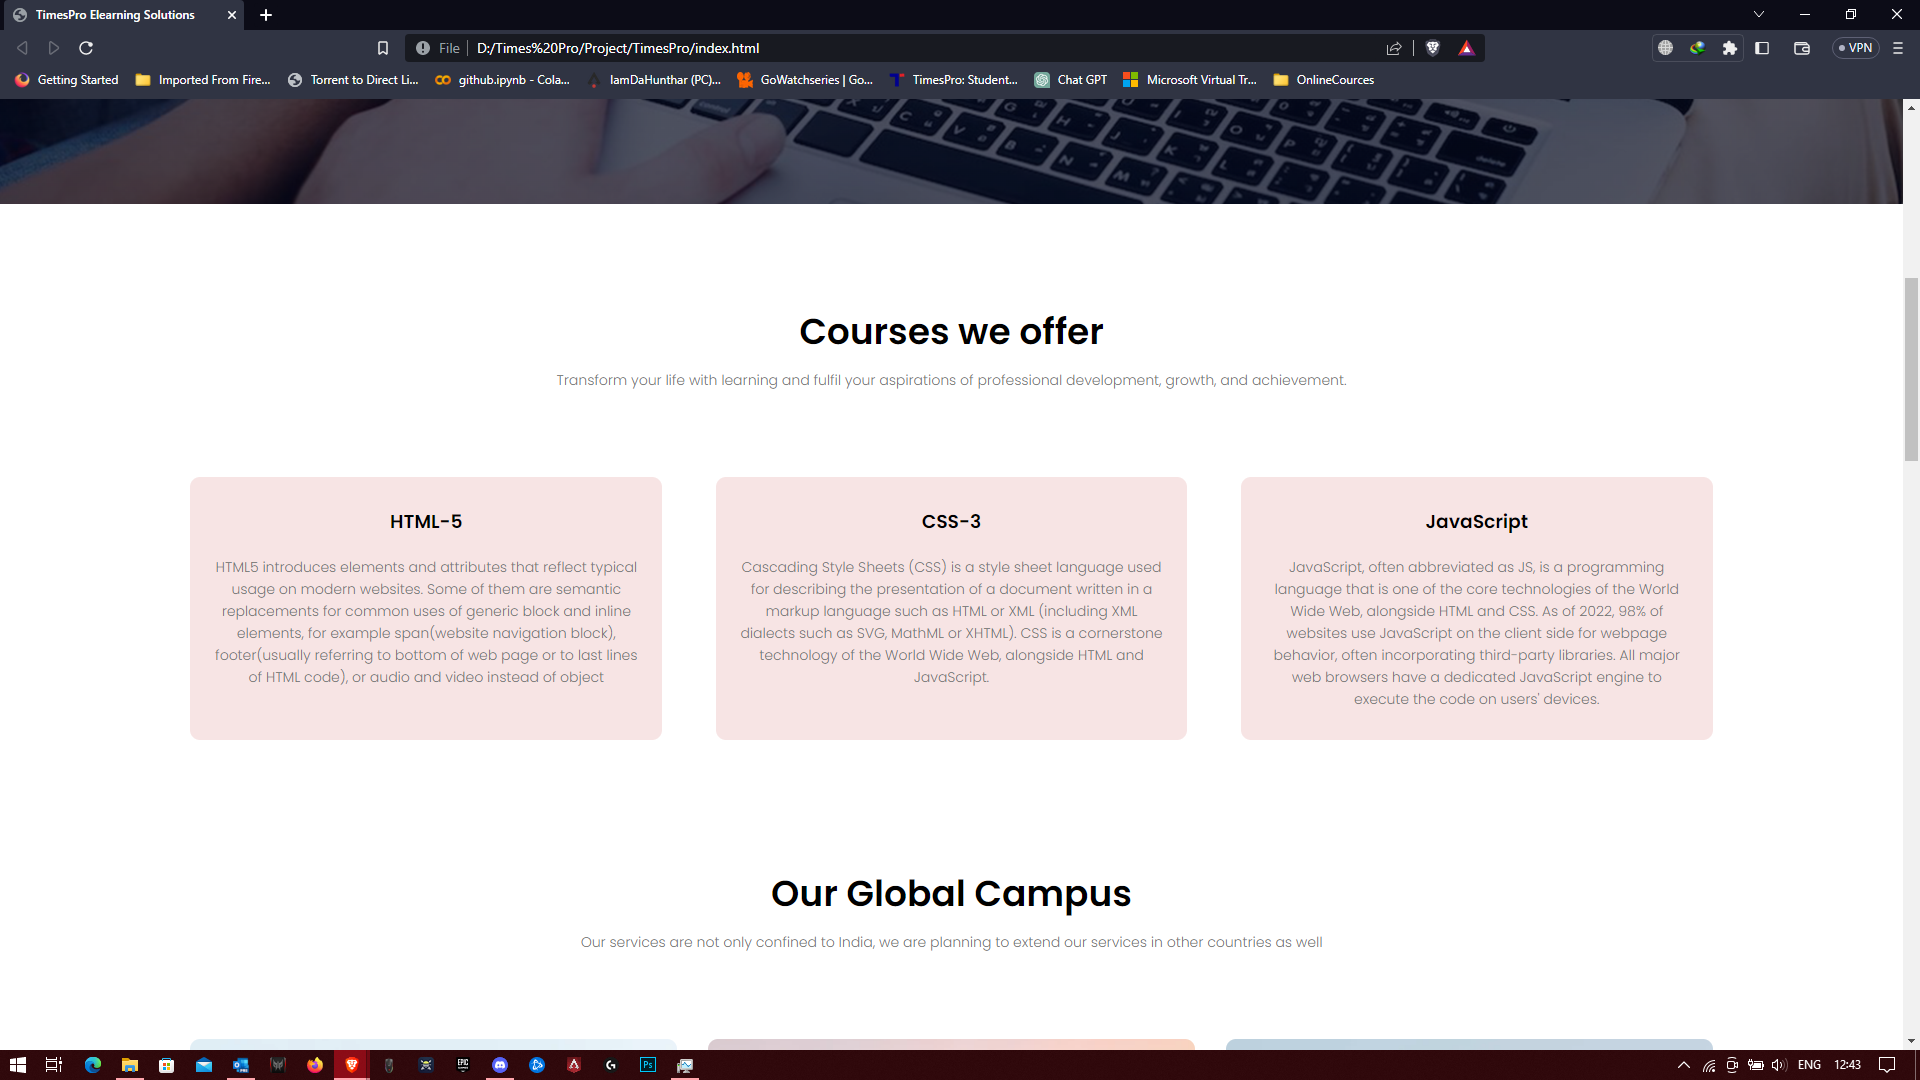 TimesPro Elearning Solutions
File D:/Times%20Pro/Project/TimesPro/index.html
VPN
Getting Started Imported From Fire... Torrent to Direct Li... github.ipynb - Cola... IamDaHunthar (PC)... GoWatchseries | Go... TimesPro: Student... Chat GPT Microsoft Virtual Tr... OnlineCources
Courses we offer
Transform your life with learning and fulfil your aspirations of professional development, growth, and achievement.
HTML-5
HTML5 introduces elements and attributes that reflect typical
usage on modern websites. Some of them are semantic
replacements for common uses of generic block and inline
elements, for example span(website navigation block),
footer(usually referring to bottom of web page or to last lines
of HTML code), or audio and video instead of object
CSS-3
Cascading Style Sheets (CSS) is a style sheet language used
for describing the presentation of a document written in a
markup language such as HTML or XML (including XML
dialects such as SVG, MathML or XHTML). CSS is a cornerstone
technology of the World Wide Web, alongside HTML and
JavaScript.
JavaScript
JavaScript, often abbreviated as JS, is a programming
language that is one of the core technologies of the World
Wide Web, alongside HTML and CSS. As of 2022, 98% of
websites use JavaScript on the client side for webpage
behavior, often incorporating third-party libraries. All major
web browsers have a dedicated JavaScript engine to
execute the code on users' devices.
Our Global Campus
Our services are not only confined to India, we are planning to extend our services in other countries as well
EPIC
Ps
ENG 12:43